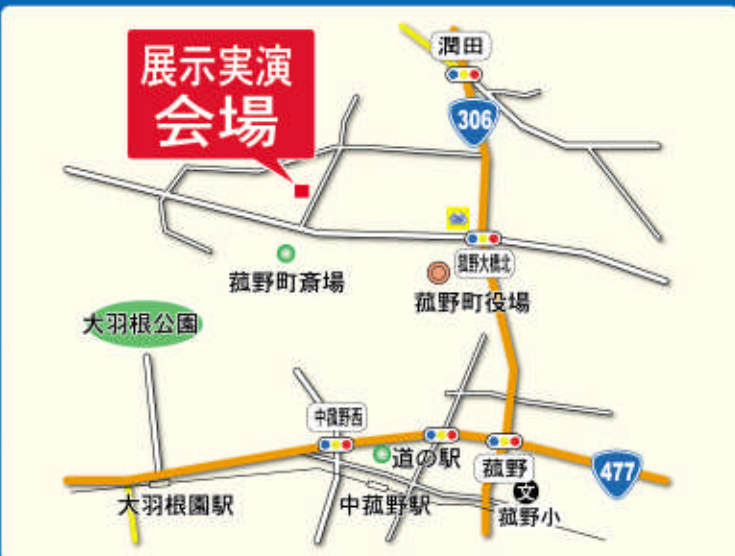 潤田
展示実演
会場
306
菰野大橋北
菰野町斎場
菰野町役場
大羽根公園
中菰野西
道の駅
菰野
477
大羽根園駅
中菰野駅
文
菰野小